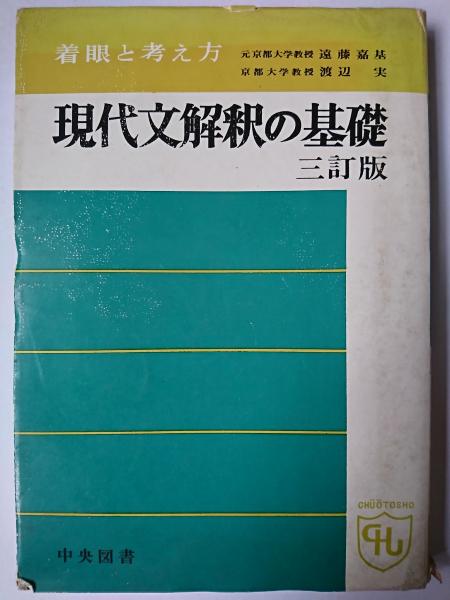 着眼と考え方
元京都大学教授 遠藤嘉基
京都大学教授 渡辺 実
現代文解釈の基礎
三訂版
CHŪŌTOSHO
中央図書